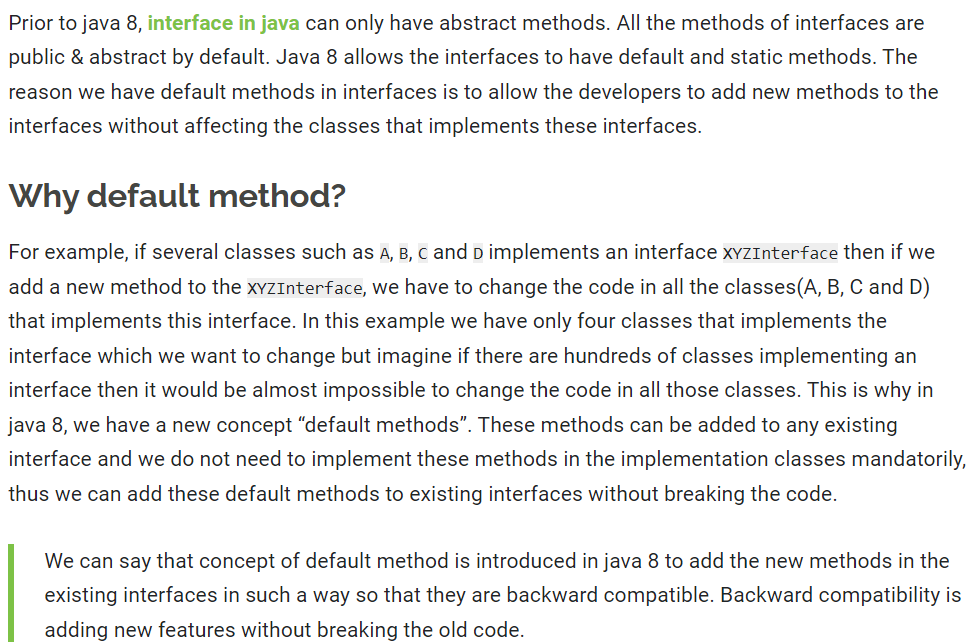 Prior to java 8, interface in java can only have abstract methods. All the methods of interfaces are
public & abstract by default. Java 8 allows the interfaces to have default and static methods. The
reason we have default methods in interfaces is to allow the developers to add new methods to the
interfaces without affecting the classes that implements these interfaces.
Why default method?
For example, if several classes such as A, B, C and D implements an interface XYZInterface then if we
add a new method to the XYZInterface, we have to change the code in all the classes(A, B, C and D)
that implements this interface. In this example we have only four classes that implements the
interface which we want to change but imagine if there are hundreds of classes implementing an
interface then it would be almost impossible to change the code in all those classes. This is why in
java 8, we have a new concept “default methods”. These methods can be added to any existing
interface and we do not need to implement these methods in the implementation classes mandatorily,
thus we can add these default methods to existing interfaces without breaking the code.
We can say that concept of default method is introduced in java 8 to add the new methods in the
existing interfaces in such a way so that they are backward compatible. Backward compatibility is
adding new features without breaking the old code.